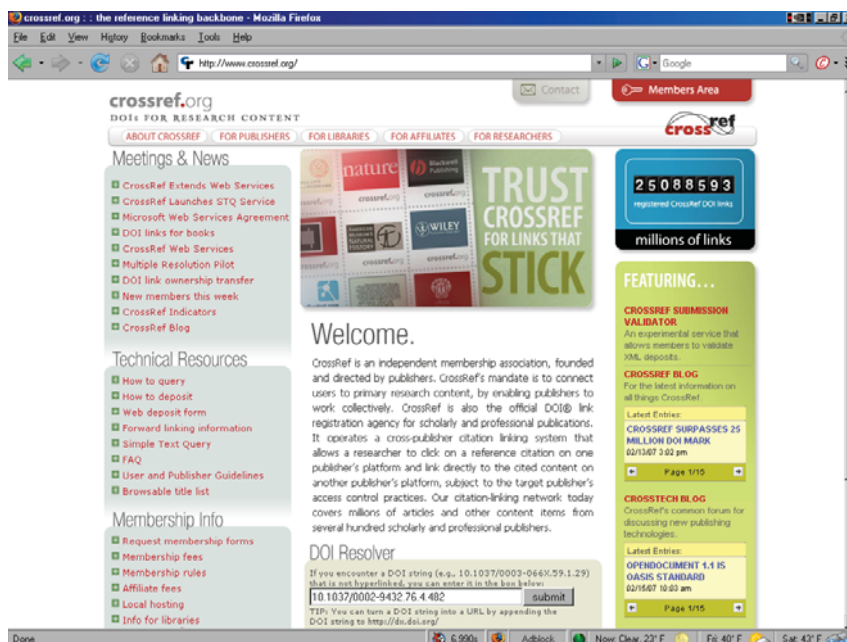 crossref.org : : the reference linking backbone - Mozilla Firefox
File Edit View History Bookmarks Tools Help
http://www.crossref.org/
Google
crossref.org
DOIs FOR RESEARCH CONTENT
Contact
Members Area
ABOUT CROSSREF
FOR PUBLISHERS
FOR LIBRARIES
FOR AFFILIATES
FOR RESEARCHERS
crossref
Meetings & News
CrossRef Extends Web Services
CrossRef Launches STQ Service
Microsoft Web Services Agreement
DOI links for books
CrossRef Web Services
Multiple Resolution Pilot
DOI link ownership transfer
New members this week
CrossRef Indicators
CrossRef Blog
Technical Resources
How to query
How to deposit
Web deposit form
Forward linking information
Simple Text Query
FAQ
User and Publisher Guidelines
Browsable title list
Membership Info
Request membership forms
Membership fees
Membership rules
Affiliate fees
Local hosting
Info for libraries
nature
Blackwell
Publishing
crossref.org
crossref.org
AMERICAN
MUSEUM OF
NATURAL
HISTORY
WILEY
crossref.org
crossref.org
crossref.org
TRUST
CROSSREF
FOR LINKS THAT
STICK
Welcome.
CrossRef is an independent membership association, founded
and directed by publishers. CrossRef's mandate is to connect
users to primary research content, by enabling publishers to
work collectively. CrossRef is also the official DOI® link
registration agency for scholarly and professional publications.
It operates a cross-publisher citation linking system that
allows a researcher to click on a reference citation on one
publisher's platform and link directly to the cited content on
another publisher's platform, subject to the target publisher's
access control practices. Our citation-linking network today
covers millions of articles and other content items from
several hundred scholarly and professional publishers.
DOI Resolver
If you encounter a DOI string (e.g., 10.1037/0003-066X.59.1.29)
that is not hyperlinked, you can enter it in the box below:
10.1037/0002-9432.76.4.482
submit
TIP: You can turn a DOI string into a URL by appending the
DOI string to http://dx.doi.org/
25088593
registered CrossRef DOI links
millions of links
FEATURING...
CROSSREF SUBMISSION
VALIDATOR
An experimental service that
allows members to validate
XML deposits.
CROSSREF BLOG
For the latest information on
all things CrossRef.
Latest Entries:
CROSSREF SURPASSES 25
MILLION DOI MARK
02/13/07 3:02 pm
Page 1/15
CROSSTECH BLOG
CrossRef's common forum for
discussing new publishing
technologies.
Latest Entries:
OPENDOCUMENT 1.1 IS
OASIS STANDARD
02/15/07 10:03 am
Page 1/15
Done
6.990s
Adblock
Now: Clear, 23° F
Fri: 40° F
Sat: 43° F